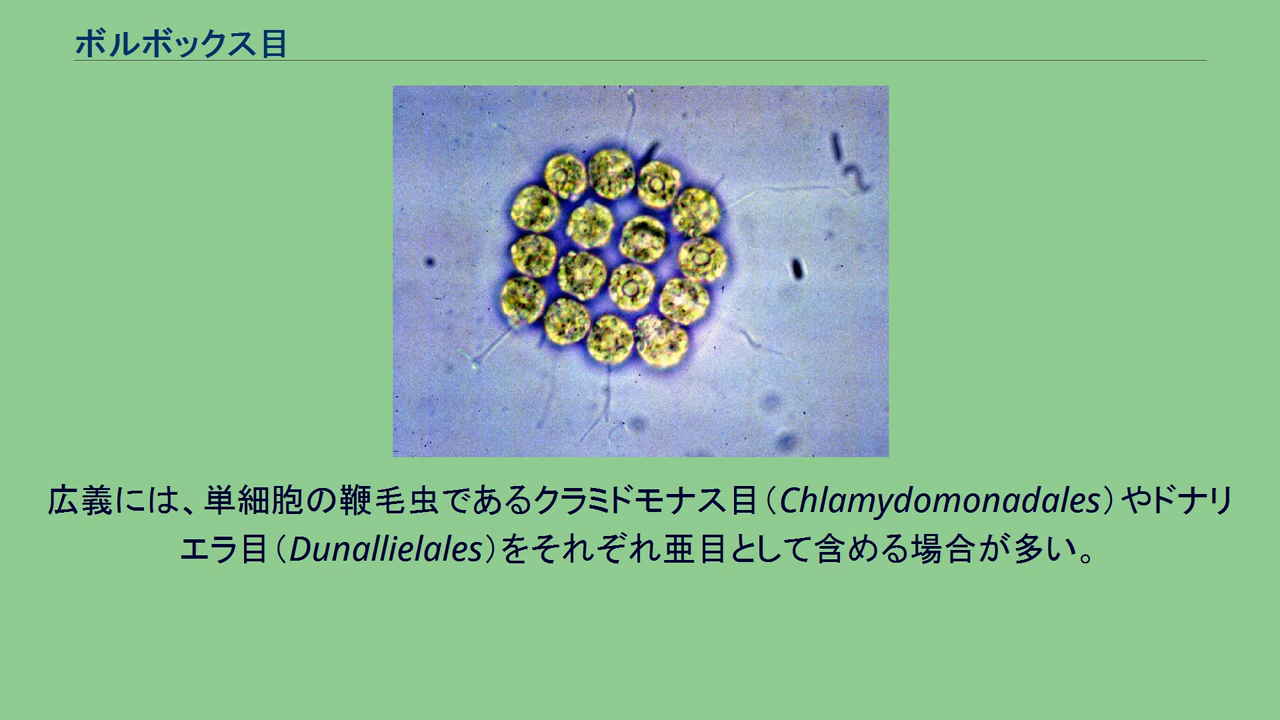 ボルボックス目
広義には、単細胞の鞭毛虫であるクラミドモナス目（Chlamydomonadales）やドナリ
エラ目（Dunallielales）をそれぞれ亜目として含める場合が多い。